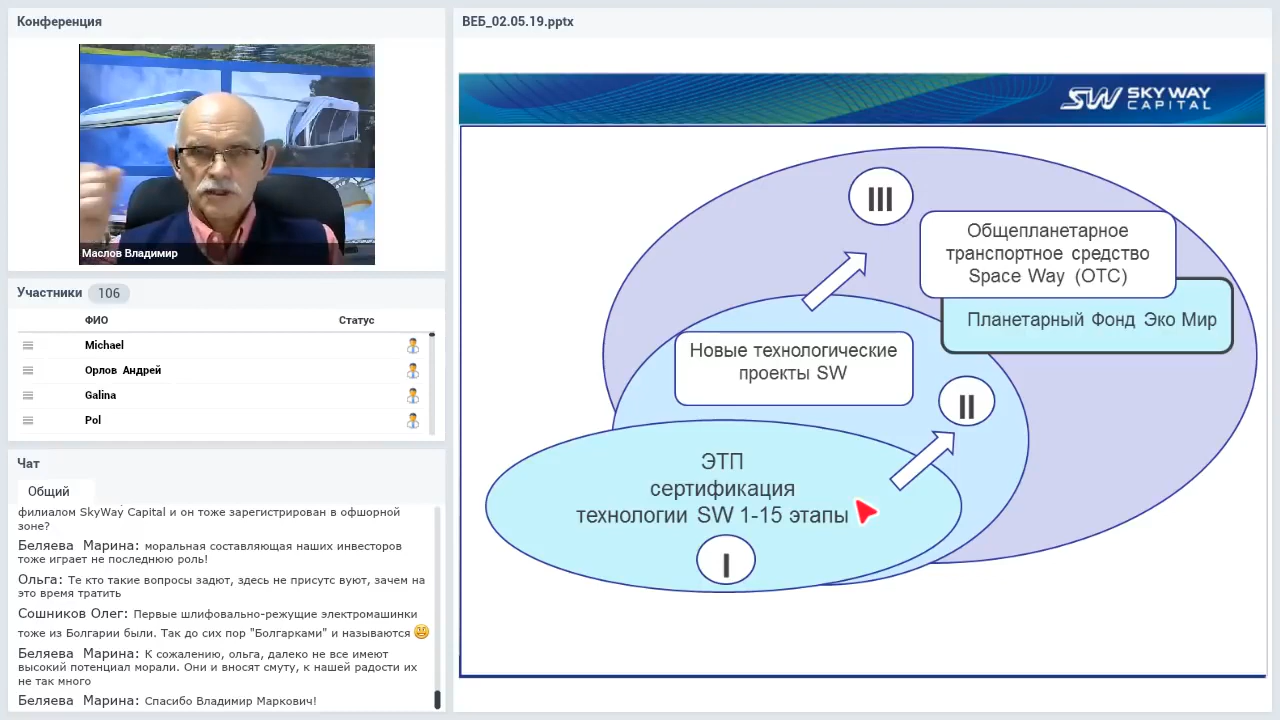 Конференция
Маслов Владимир
Участники 106
ФИО Статус
Michael
Орлов Андрей
Galina
Pol
Чат
Общий
филиалом SkyWay Capital и он тоже зарегистрирован в офшорной
зоне?
Беляева Марина: моральная составляющая наших инвесторов
тоже играет не последнюю роль!
Ольга: Те кто такие вопросы задют, здесь не присутс вуют, зачем на
это время тратить
Сошников Олег: Первые шлифовально-режущие электромашинки
тоже из Болгарии были. Так до сих пор "Болгарками" и называются
Беляева Марина: К сожалению, ольга, далеко не все имеют
высокий потенциал морали. Они и вносят смуту, к нашей радости их
не так много
Беляева Марина: Спасибо Владимир Маркович!
ВЕБ_02.05.19.pptx
SW SKY WAY
CAPITAL
III
Общепланетарное
транспортное средство
Space Way (ОТС)
Планетарный Фонд Эко Мир
Новые технологические
проекты SW
II
ЭТП
сертификация
технологии SW 1-15 этапы
I